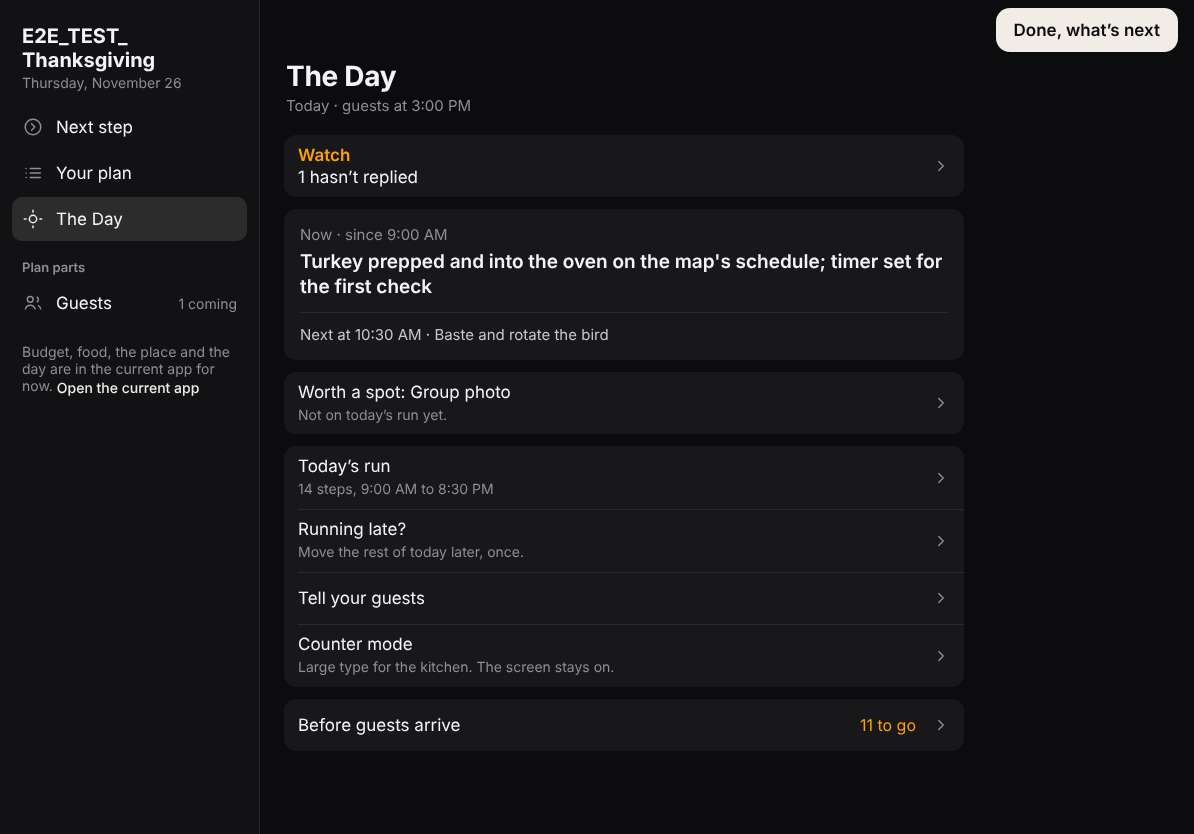 E2E_TEST_
Thanksgiving
Thursday, November 26
Next step
Your plan
The Day
Plan parts
Guests 1 coming
Budget, food, the place and the
day are in the current app for
now. Open the current app
Done, what’s next
The Day
Today · guests at 3:00 PM
Watch
1 hasn’t replied
Now · since 9:00 AM
Turkey prepped and into the oven on the map's schedule; timer set for
the first check
Next at 10:30 AM · Baste and rotate the bird
Worth a spot: Group photo
Not on today’s run yet.
Today’s run
14 steps, 9:00 AM to 8:30 PM
Running late?
Move the rest of today later, once.
Tell your guests
Counter mode
Large type for the kitchen. The screen stays on.
Before guests arrive 11 to go